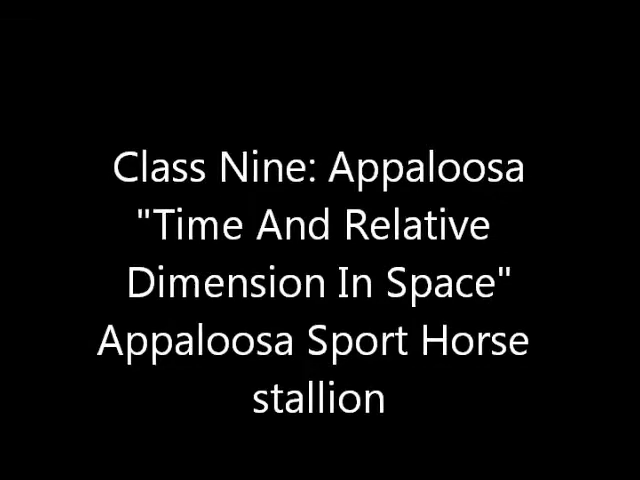 Class Nine: Appaloosa
"Time And Relative
Dimension In Space"
Appaloosa Sport Horse
stallion